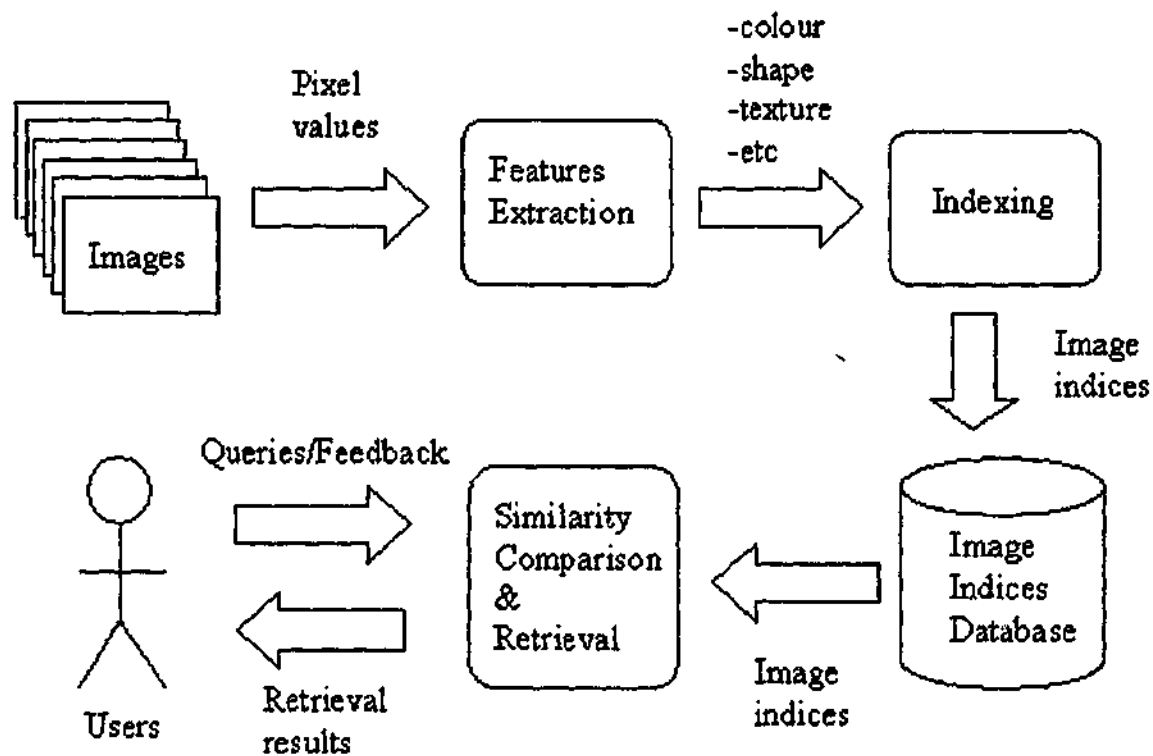 Pixel
values
-colour
-shape
-texture
-etc
Images
Features
Extraction
Indexing
Image
indices
Queries/Feedback
Similarity
Comparison
&
Retrieval
Image
Indices
Database
Users
Retrieval
results
Image
indices